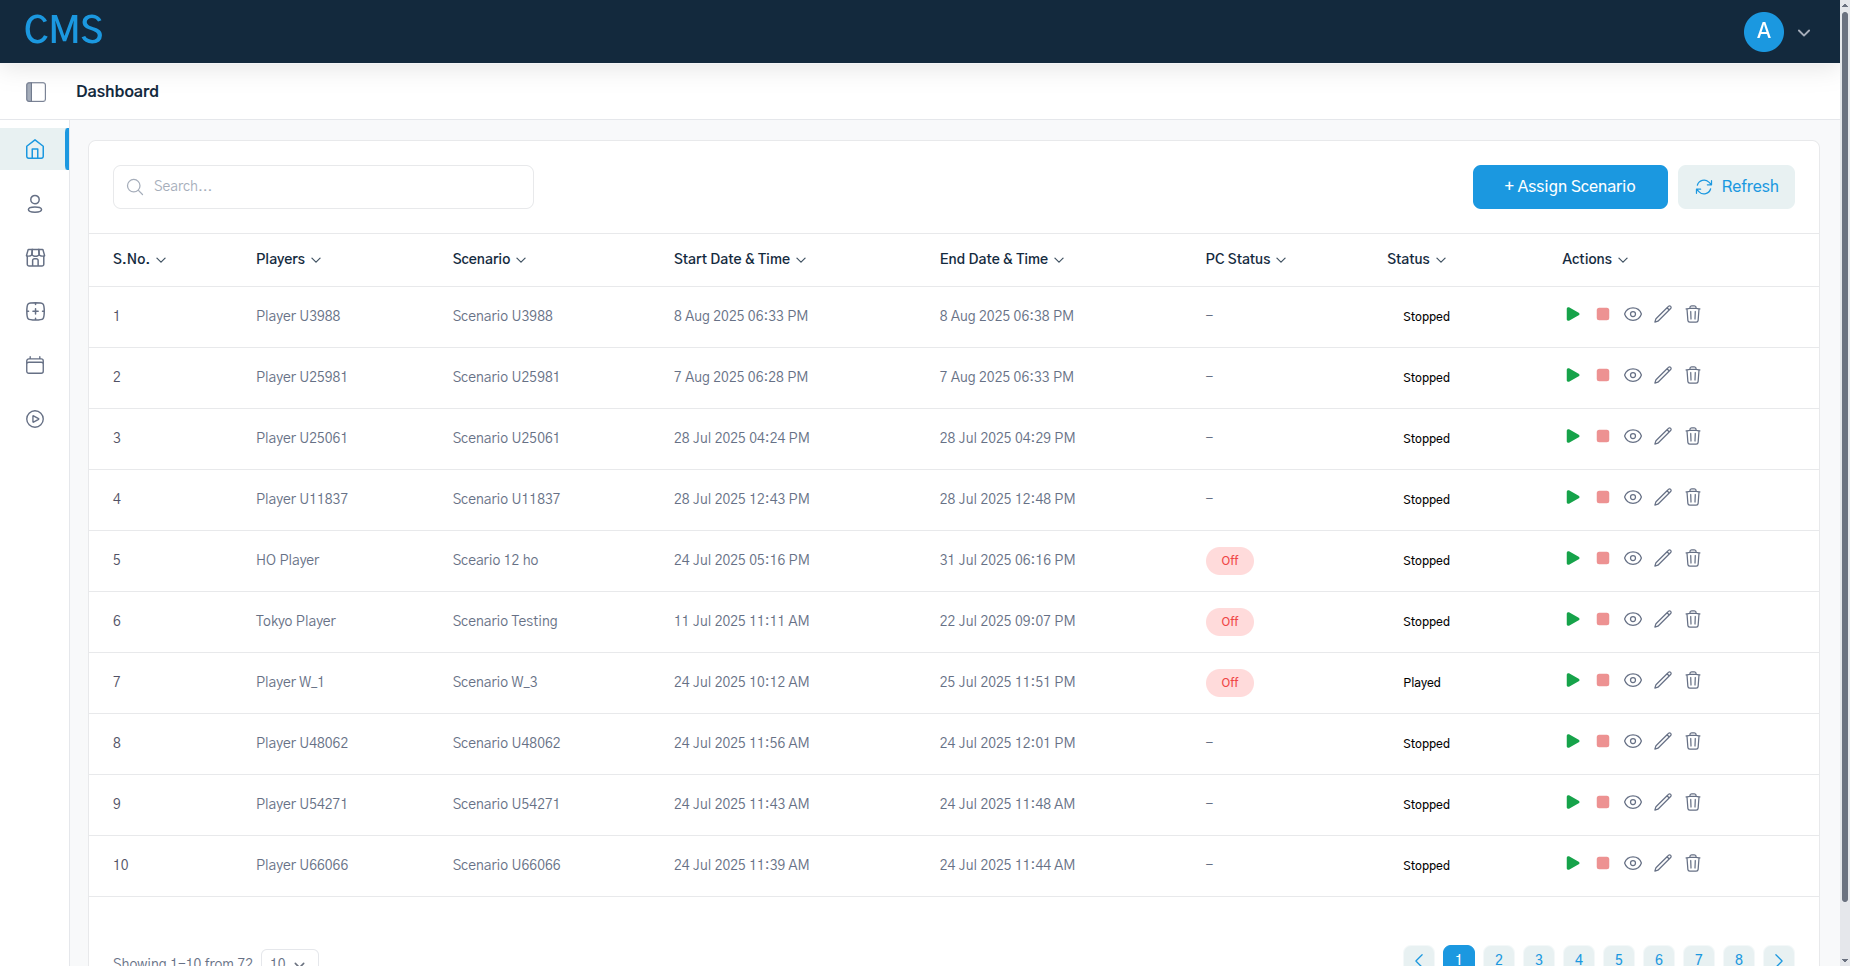 CMS
A
Dashboard
Search...
+ Assign Scenario
Refresh
S.No. Players Scenario Start Date & Time End Date & Time PC Status Status Actions
1 Player U3988 Scenario U3988 8 Aug 2025 06:33 PM 8 Aug 2025 06:38 PM – Stopped
2 Player U25981 Scenario U25981 7 Aug 2025 06:28 PM 7 Aug 2025 06:33 PM – Stopped
3 Player U25061 Scenario U25061 28 Jul 2025 04:24 PM 28 Jul 2025 04:29 PM – Stopped
4 Player U11837 Scenario U11837 28 Jul 2025 12:43 PM 28 Jul 2025 12:48 PM – Stopped
5 HO Player Sceario 12 ho 24 Jul 2025 05:16 PM 31 Jul 2025 06:16 PM Off Stopped
6 Tokyo Player Scenario Testing 11 Jul 2025 11:11 AM 22 Jul 2025 09:07 PM Off Stopped
7 Player W_1 Scenario W_3 24 Jul 2025 10:12 AM 25 Jul 2025 11:51 PM Off Played
8 Player U48062 Scenario U48062 24 Jul 2025 11:56 AM 24 Jul 2025 12:01 PM – Stopped
9 Player U54271 Scenario U54271 24 Jul 2025 11:43 AM 24 Jul 2025 11:48 AM – Stopped
10 Player U66066 Scenario U66066 24 Jul 2025 11:39 AM 24 Jul 2025 11:44 AM – Stopped
Showing 1–10 from 72 10 1 2 3 4 5 6 7 8